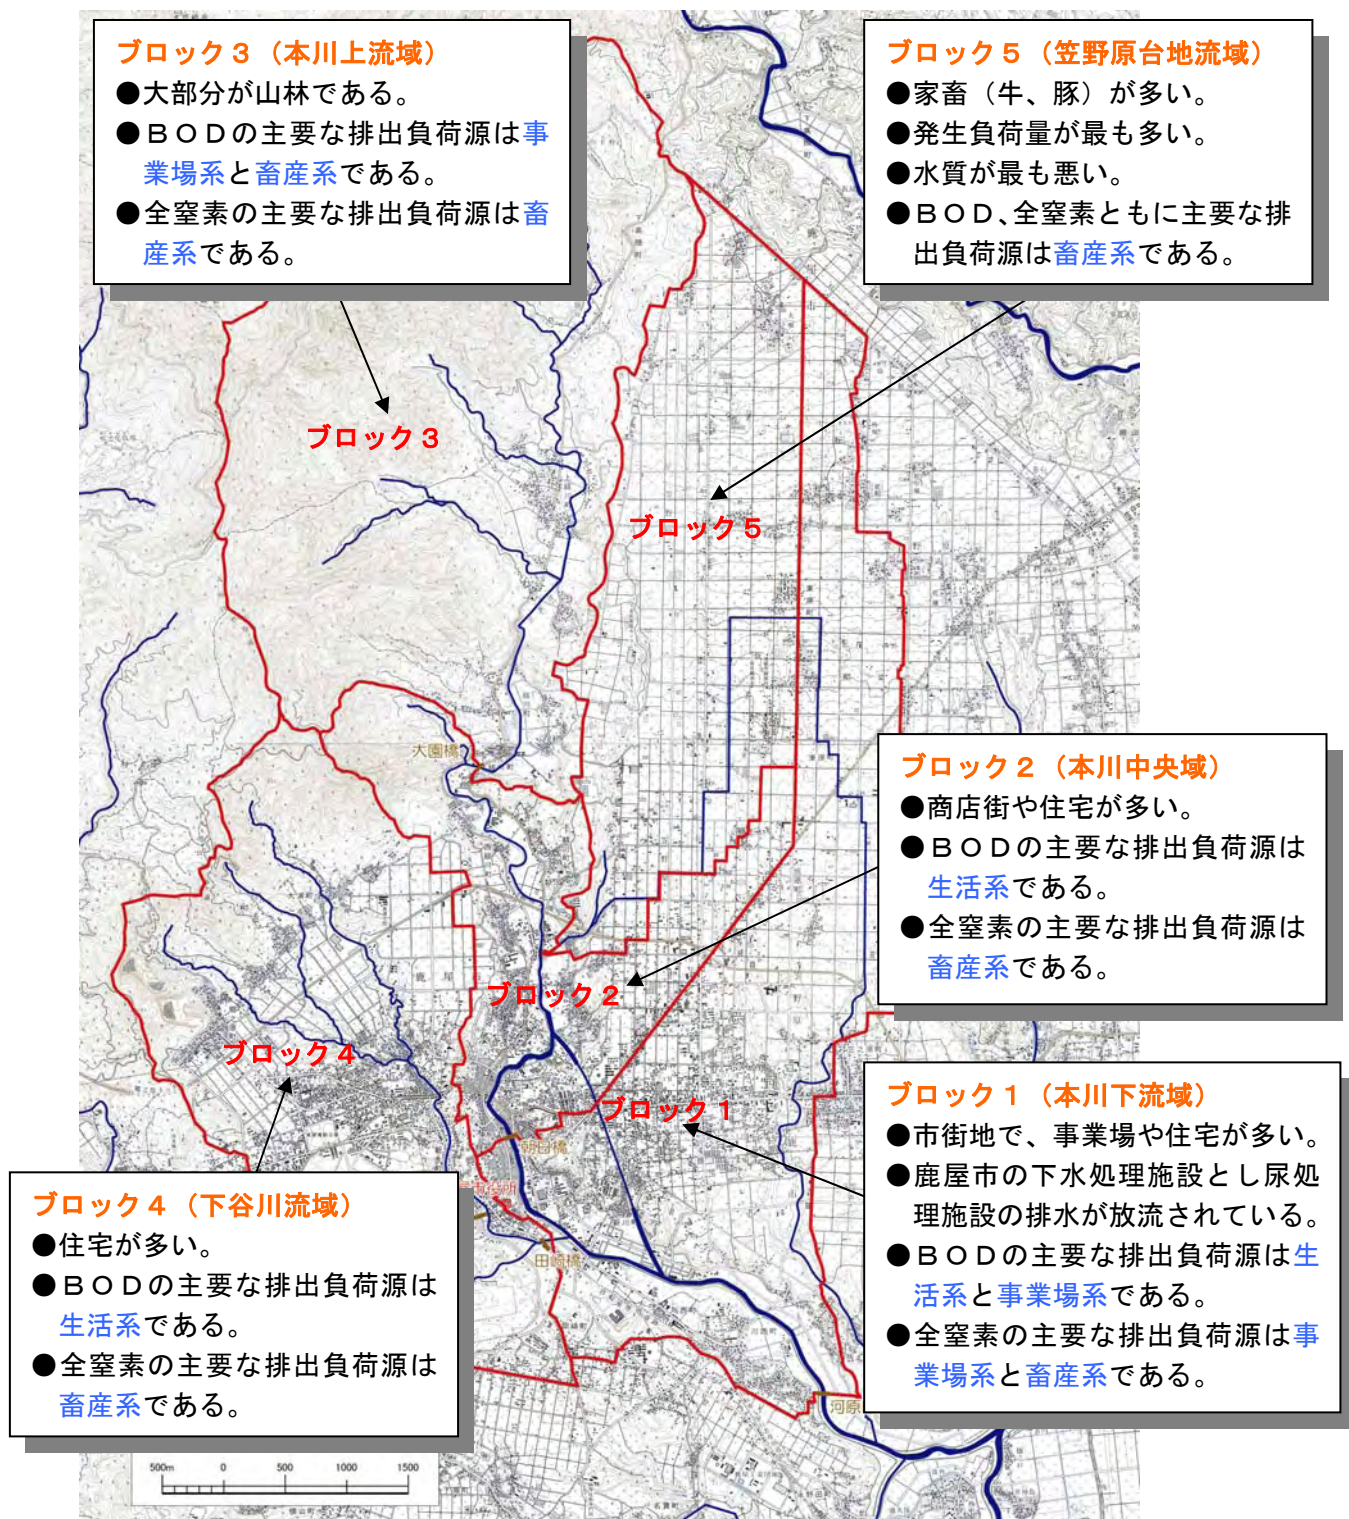 ブロック３（本川上流域）
●大部分が山林である。
●ＢＯＤの主要な排出負荷源は事
業場系と畜産系である。
●全窒素の主要な排出負荷源は畜
産系である。
ブロック５（笠野原台地流域）
●家畜（牛、豚）が多い。
●発生負荷量が最も多い。
●水質が最も悪い。
●ＢＯＤ、全窒素ともに主要な排
出負荷源は畜産系である。
ブロック３
ブロック５
大園橋
ブロック２（本川中央域）
●商店街や住宅が多い。
●ＢＯＤの主要な排出負荷源は
生活系である。
●全窒素の主要な排出負荷源は
畜産系である。
ブロック２
ブロック４
ブロック１
朝日橋
ブロック１（本川下流域）
●市街地で、事業場や住宅が多い。
●鹿屋市の下水処理施設とし尿処
理施設の排水が放流されている。
●ＢＯＤの主要な排出負荷源は生
活系と事業場系である。
●全窒素の主要な排出負荷源は事
業場系と畜産系である。
市役所
田崎橋
ブロック４（下谷川流域）
●住宅が多い。
●ＢＯＤの主要な排出負荷源は
生活系である。
●全窒素の主要な排出負荷源は
畜産系である。
河原
500m 0 500 1000 1500